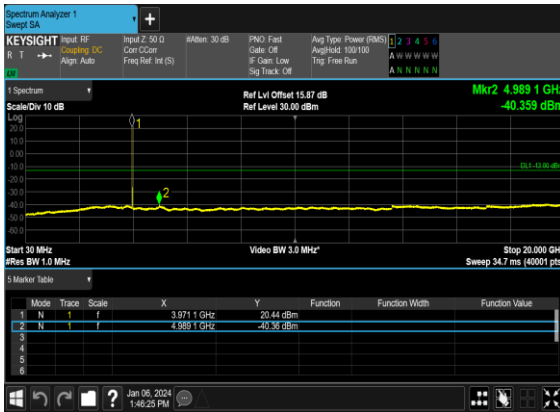 Spectrum Analyzer 1
Swept SA
KEYSIGHT Input: RF Input Z: 50 Ω #Atten: 30 dB PNO: Fast Avg Type: Power (RMS) 1 2 3 4 5 6
R T Coupling: DC Corr CCorr Gate: Off Avg|Hold: 100/100 A W W W W W
Align: Auto Freq Ref: Int (S) IF Gain: Low Trig: Free Run
LXI Sig Track: Off A N N N N N
1 Spectrum Ref Lvl Offset 15.87 dB Mkr2 4.989 1 GHz
Scale/Div 10 dB Ref Level 30.00 dBm -40.359 dBm
Log
20.0
10.0
0.00
-10.0 DL1 -13.00 dBm
-20.0
-30.0
-40.0
-50.0
-60.0
1
2
Start 30 MHz Video BW 3.0 MHz* Stop 20.000 GHz
#Res BW 1.0 MHz Sweep 34.7 ms (40001 pts)
5 Marker Table
Mode Trace Scale X Y Function Function Width Function Value
1 N 1 f 3.971 1 GHz 20.44 dBm
2 N 1 f 4.989 1 GHz -40.36 dBm
3
4
5
6
? Jan 06, 2024
1:46:25 PM